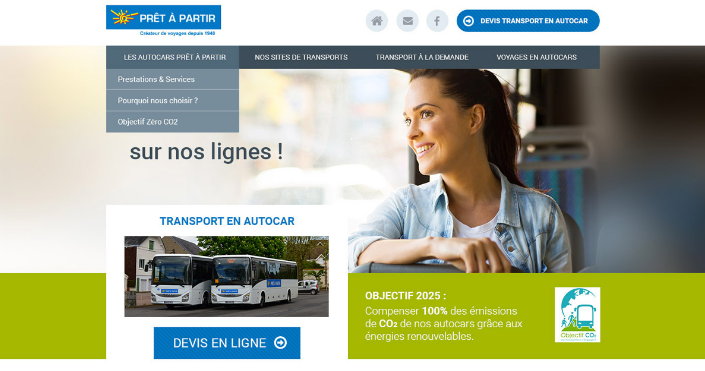 PRÊT À PARTIR
Créateur de voyages depuis 1948
DEVIS TRANSPORT EN AUTOCAR
LES AUTOCARS PRÊT À PARTIR
NOS SITES DE TRANSPORTS
TRANSPORT À LA DEMANDE
VOYAGES EN AUTOCARS
Prestations & Services
Pourquoi nous choisir ?
Objectif Zéro CO2
sur nos lignes !
TRANSPORT EN AUTOCAR
DEVIS EN LIGNE
OBJECTIF 2025 :
Compenser 100% des émissions
de CO₂ de nos autocars grâce aux
énergies renouvelables.
Objectif CO₂